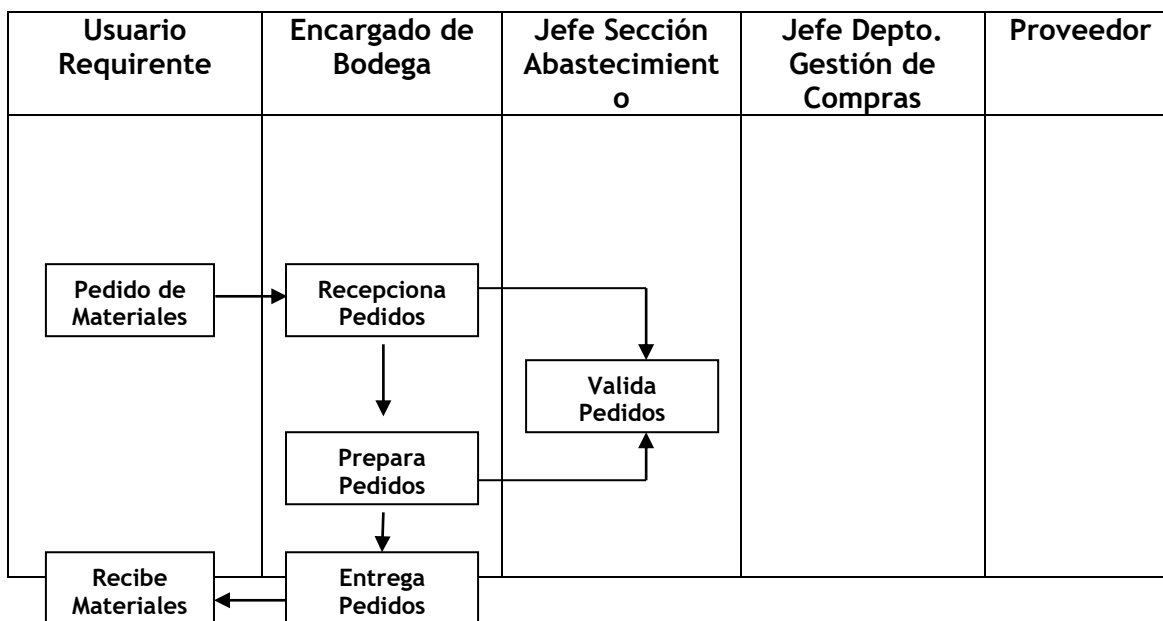 Usuario
Requirente
Encargado de
Bodega
Jefe Sección
Abastecimient
o
Jefe Depto.
Gestión de
Compras
Proveedor
Pedido de
Materiales
Recepciona
Pedidos
Valida
Pedidos
Prepara
Pedidos
Recibe
Materiales
Entrega
Pedidos